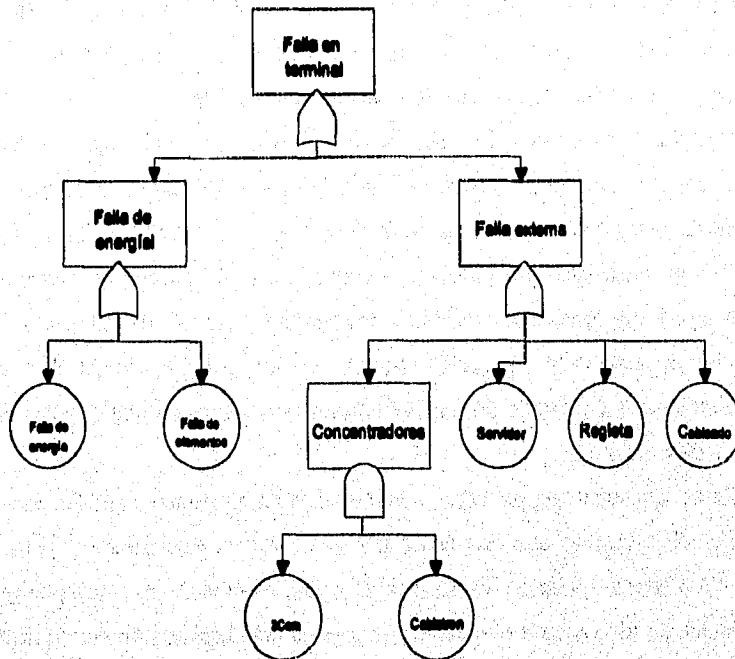 Falla en
terminal
Falla de
energíal
Falla externa
Falla de
energía
Falla de
elementos
Concentradores
Servidor
Regleta
Cableado
3Com
Cabletron